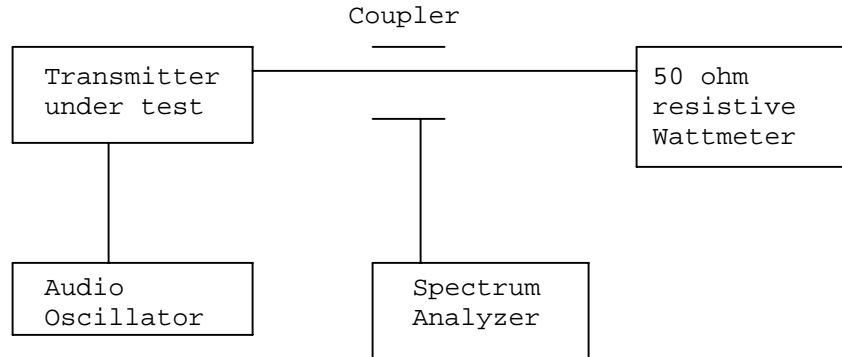 Coupler
Transmitter
under test
50 ohm
resistive
Wattmeter
Audio
Oscillator
Spectrum
Analyzer